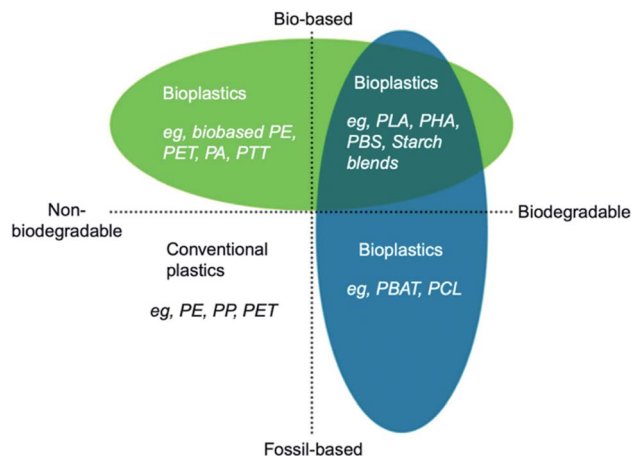 Bio-based
Bioplastics
eg, biobased PE,
PET, PA, PTT
Bioplastics
eg, PLA, PHA,
PBS, Starch
blends
Non-
biodegradable
Biodegradable
Conventional
plastics
eg, PE, PP, PET
Bioplastics
eg, PBAT, PCL
Fossil-based